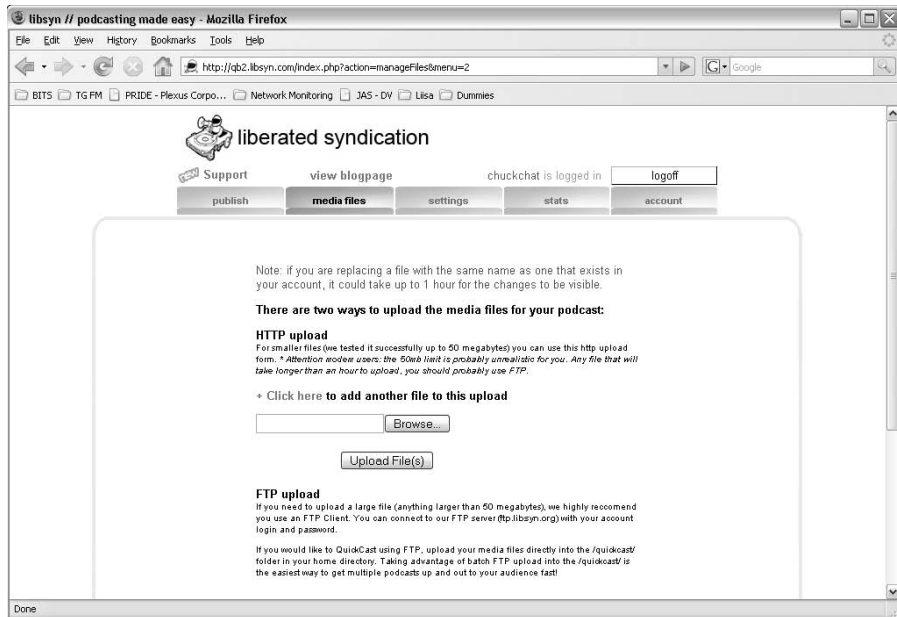 libsyn // podcasting made easy - Mozilla Firefox
File Edit View History Bookmarks Tools Help
http://qb2.libsyn.com/index.php?action=manageFiles&menu=2
G Google
BITS TG FM PRIDE - Plexus Corpo... Network Monitoring JAS - DV Liisa Dummies
liberated syndication
NEW Support view blogpage chuckchat is logged in logoff
publish media files settings stats account
Note: if you are replacing a file with the same name as one that exists in
your account, it could take up to 1 hour for the changes to be visible.
There are two ways to upload the media files for your podcast:
HTTP upload
For smaller files (we tested it successfully up to 50 megabytes) you can use this http upload
form. * Attention modem users: the 50mb limit is probably unrealistic for you. Any file that will
take longer than an hour to upload, you should probably use FTP.
+ Click here to add another file to this upload
Browse...
Upload File(s)
FTP upload
If you need to upload a large file (anything larger than 50 megabytes), we highly reccomend
you use an FTP Client. You can connect to our FTP server (ftp.libsyn.org) with your account
login and password.
If you would like to QuickCast using FTP, upload your media files directly into the /quickcast/
folder in your home directory. Taking advantage of batch FTP upload into the /quickcast/ is
the easiest way to get multiple podcasts up and out to your audience fast!
Done